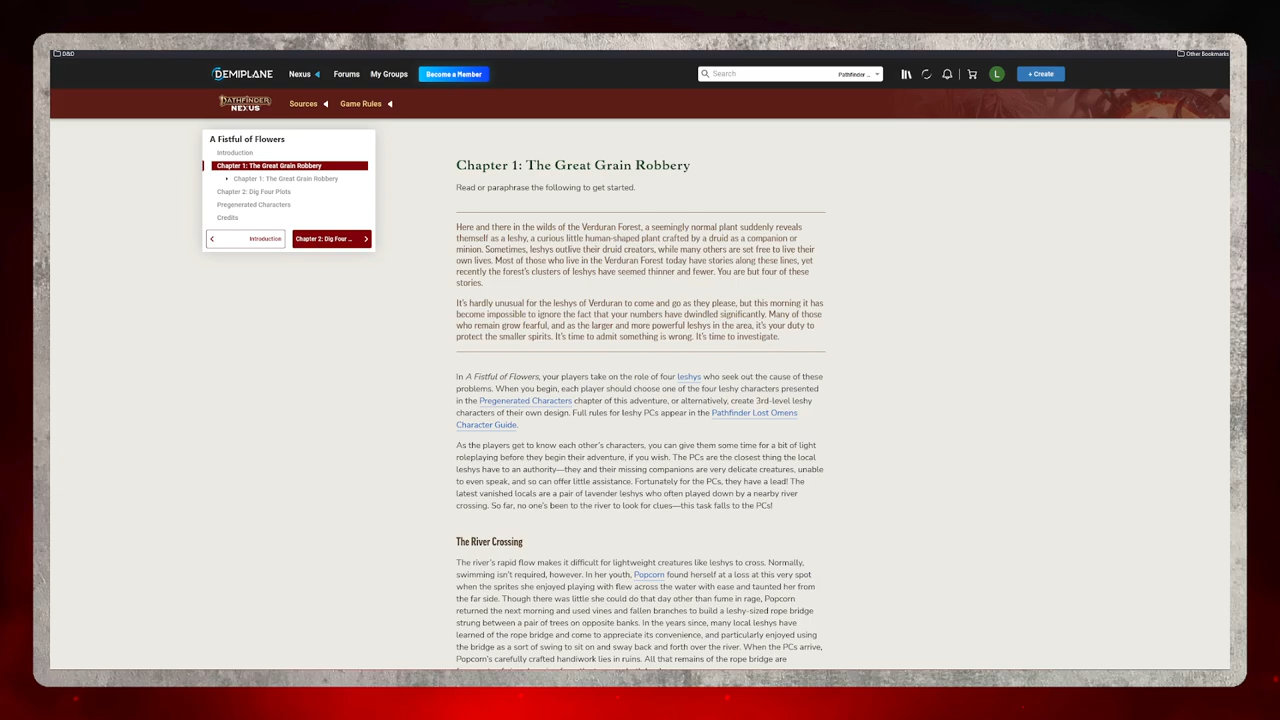 D&D
Other Bookmarks
DEMIPLANE
Nexus
Forums
My Groups
Become a Member
Search
Pathfinder ...
L
+ Create
PATHFINDER
NEXUS
Sources
Game Rules
A Fistful of Flowers
Introduction
Chapter 1: The Great Grain Robbery
Chapter 1: The Great Grain Robbery
Chapter 2: Dig Four Plots
Pregenerated Characters
Credits
Introduction
Chapter 2: Dig Four ...
Chapter 1: The Great Grain Robbery
Read or paraphrase the following to get started.
Here and there in the wilds of the Verduran Forest, a seemingly normal plant suddenly reveals
themself as a leshy, a curious little human-shaped plant crafted by a druid as a companion or
minion. Sometimes, leshys outlive their druid creators, while many others are set free to live their
own lives. Most of those who live in the Verduran Forest today have stories along these lines, yet
recently the forest's clusters of leshys have seemed thinner and fewer. You are but four of these
stories.
It's hardly unusual for the leshys of Verduran to come and go as they please, but this morning it has
become impossible to ignore the fact that your numbers have dwindled significantly. Many of those
who remain grow fearful, and as the larger and more powerful leshys in the area, it's your duty to
protect the smaller spirits. It's time to admit something is wrong. It's time to investigate.
In A Fistful of Flowers, your players take on the role of four leshys who seek out the cause of these
problems. When you begin, each player should choose one of the four leshy characters presented
in the Pregenerated Characters chapter of this adventure, or alternatively, create 3rd-level leshy
characters of their own design. Full rules for leshy PCs appear in the Pathfinder Lost Omens
Character Guide.
As the players get to know each other's characters, you can give them some time for a bit of light
roleplaying before they begin their adventure, if you wish. The PCs are the closest thing the local
leshys have to an authority—they and their missing companions are very delicate creatures, unable
to even speak, and so can offer little assistance. Fortunately for the PCs, they have a lead! The
latest vanished locals are a pair of lavender leshys who often played down by a nearby river
crossing. So far, no one's been to the river to look for clues—this task falls to the PCs!
The River Crossing
The river's rapid flow makes it difficult for lightweight creatures like leshys to cross. Normally,
swimming isn't required, however. In her youth, Popcorn found herself at a loss at this very spot
when the sprites she enjoyed playing with flew across the water with ease and taunted her from
the far side. Though there was little she could do that day other than fume in rage, Popcorn
returned the next morning and used vines and fallen branches to build a leshy-sized rope bridge
strung between a pair of trees on opposite banks. In the years since, many local leshys have
learned of the rope bridge and come to appreciate its convenience, and particularly enjoyed using
the bridge as a sort of swing to sit on and sway back and forth over the river. When the PCs arrive,
Popcorn's carefully crafted handiwork lies in ruins. All that remains of the rope bridge are